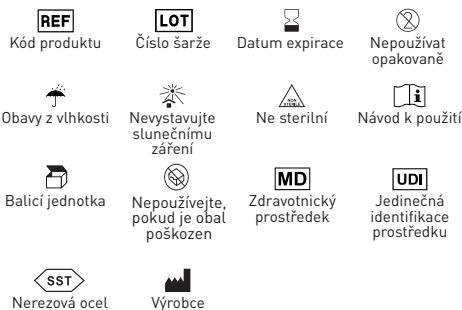 REF
Kód produktu
LOT
Číslo šarže
Datum expirace
2
Nepoužívat
opakovaně
Obavy z vlhkosti
Nevystavujte
slunečnímu
záření
NON
STERILE
Ne sterilní
i
Návod k použití
Balicí jednotka
Nepoužívejte,
pokud je obal
poškozen
MD
Zdravotnický
prostředek
UDI
Jedinečná
identifikace
prostředku
SST
Nerezová ocel
Výrobce